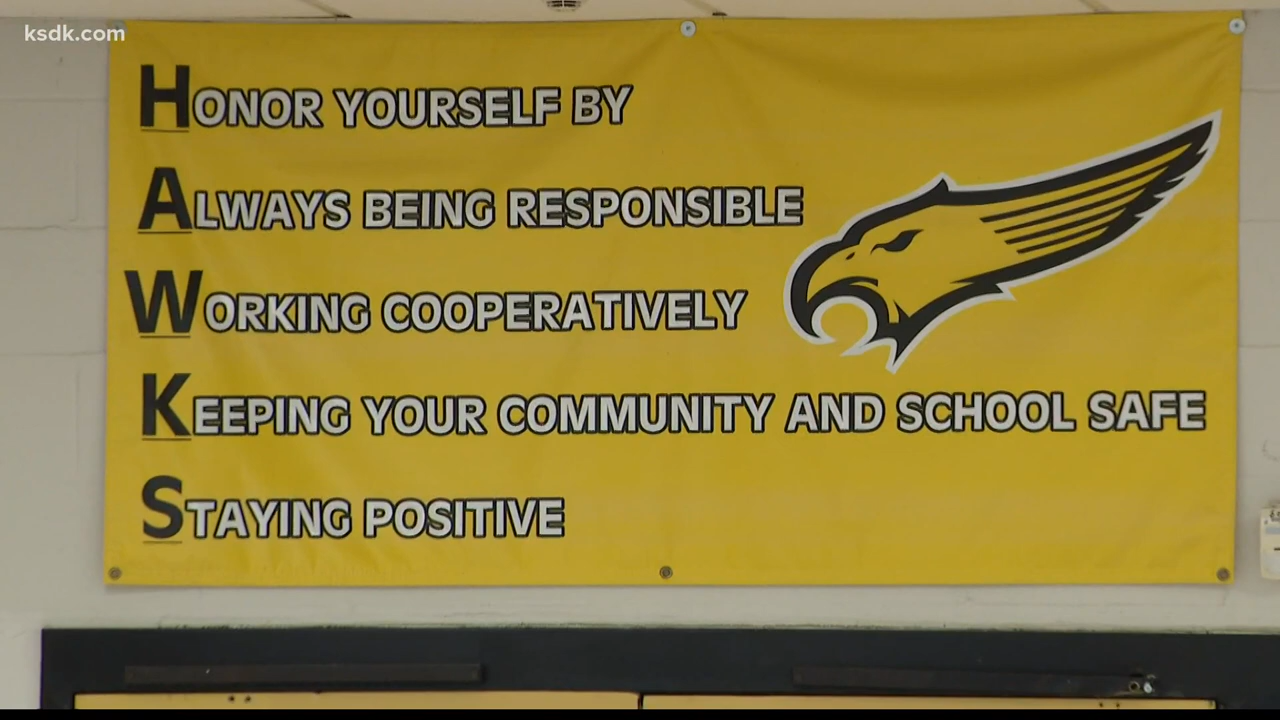 ksdk.com
HONOR YOURSELF BY
ALWAYS BEING RESPONSIBLE
WORKING COOPERATIVELY
KEEPING YOUR COMMUNITY AND SCHOOL SAFE
STAYING POSITIVE